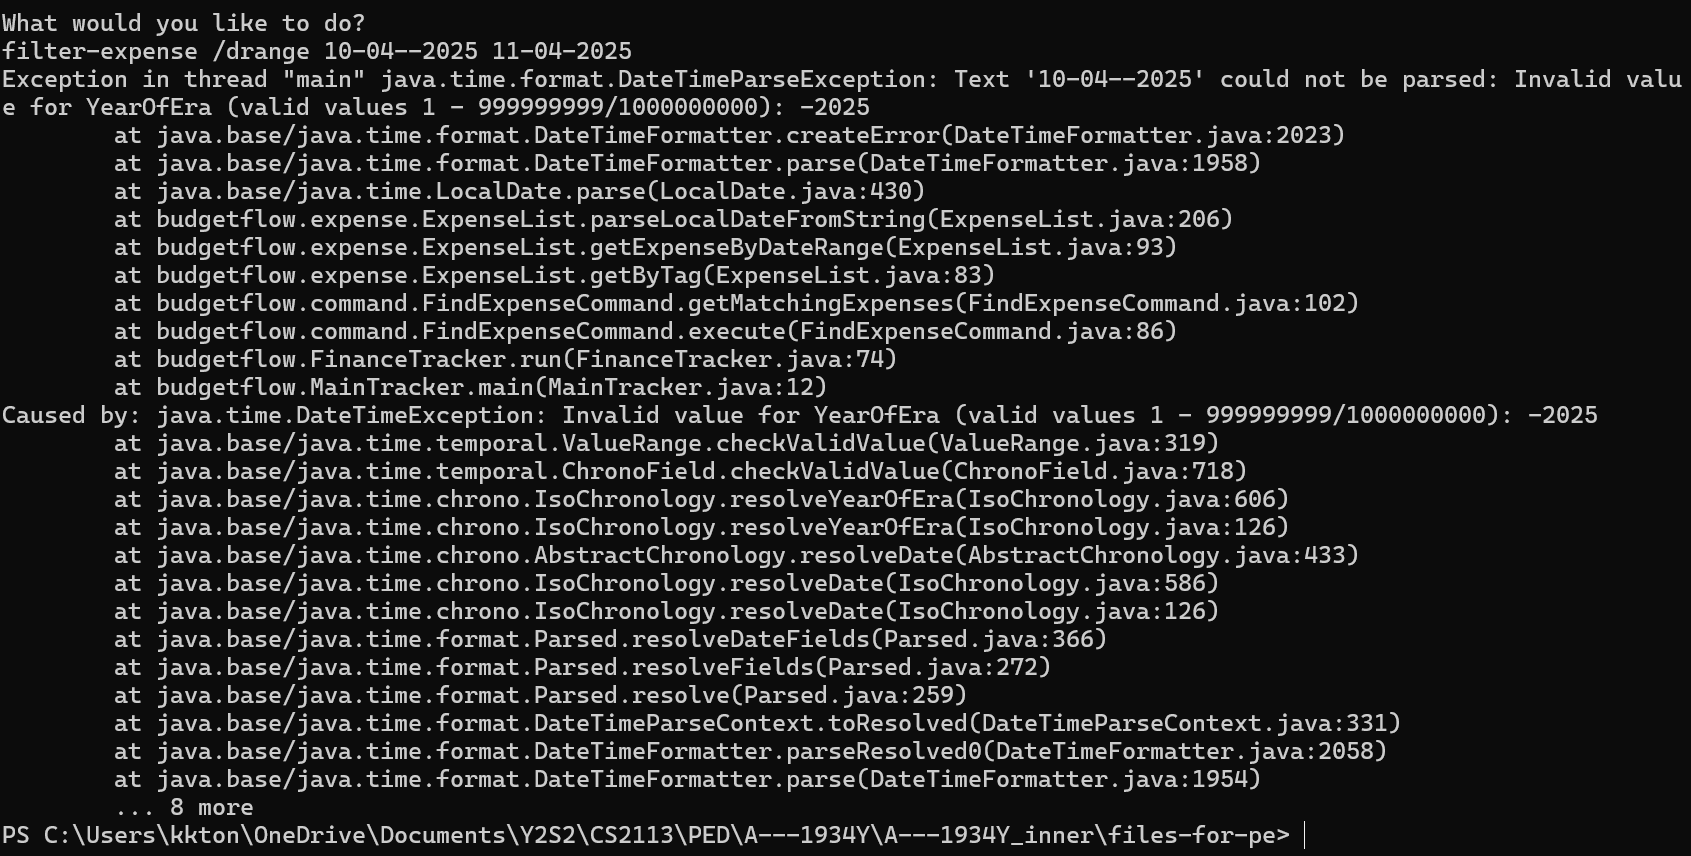 What would you like to do?
filter-expense /drange 10-04--2025 11-04-2025
Exception in thread "main" java.time.format.DateTimeParseException: Text '10-04--2025' could not be parsed: Invalid valu
e for YearOfEra (valid values 1 - 999999999/1000000000): -2025
        at java.base/java.time.format.DateTimeFormatter.createError(DateTimeFormatter.java:2023)
        at java.base/java.time.format.DateTimeFormatter.parse(DateTimeFormatter.java:1958)
        at java.base/java.time.LocalDate.parse(LocalDate.java:430)
        at budgetflow.expense.ExpenseList.parseLocalDateFromString(ExpenseList.java:206)
        at budgetflow.expense.ExpenseList.getExpenseByDateRange(ExpenseList.java:93)
        at budgetflow.expense.ExpenseList.getByTag(ExpenseList.java:83)
        at budgetflow.command.FindExpenseCommand.getMatchingExpenses(FindExpenseCommand.java:102)
        at budgetflow.command.FindExpenseCommand.execute(FindExpenseCommand.java:86)
        at budgetflow.FinanceTracker.run(FinanceTracker.java:74)
        at budgetflow.MainTracker.main(MainTracker.java:12)
Caused by: java.time.DateTimeException: Invalid value for YearOfEra (valid values 1 - 999999999/1000000000): -2025
        at java.base/java.time.temporal.ValueRange.checkValidValue(ValueRange.java:319)
        at java.base/java.time.temporal.ChronoField.checkValidValue(ChronoField.java:718)
        at java.base/java.time.chrono.IsoChronology.resolveYearOfEra(IsoChronology.java:606)
        at java.base/java.time.chrono.IsoChronology.resolveYearOfEra(IsoChronology.java:126)
        at java.base/java.time.chrono.AbstractChronology.resolveDate(AbstractChronology.java:433)
        at java.base/java.time.chrono.IsoChronology.resolveDate(IsoChronology.java:586)
        at java.base/java.time.chrono.IsoChronology.resolveDate(IsoChronology.java:126)
        at java.base/java.time.format.Parsed.resolveDateFields(Parsed.java:366)
        at java.base/java.time.format.Parsed.resolveFields(Parsed.java:272)
        at java.base/java.time.format.Parsed.resolve(Parsed.java:259)
        at java.base/java.time.format.DateTimeParseContext.toResolved(DateTimeParseContext.java:331)
        at java.base/java.time.format.DateTimeFormatter.parseResolved0(DateTimeFormatter.java:2058)
        at java.base/java.time.format.DateTimeFormatter.parse(DateTimeFormatter.java:1954)
        ... 8 more
PS C:\Users\kkton\OneDrive\Documents\Y2S2\CS2113\PED\A---1934Y\A---1934Y_inner\files-for-pe>